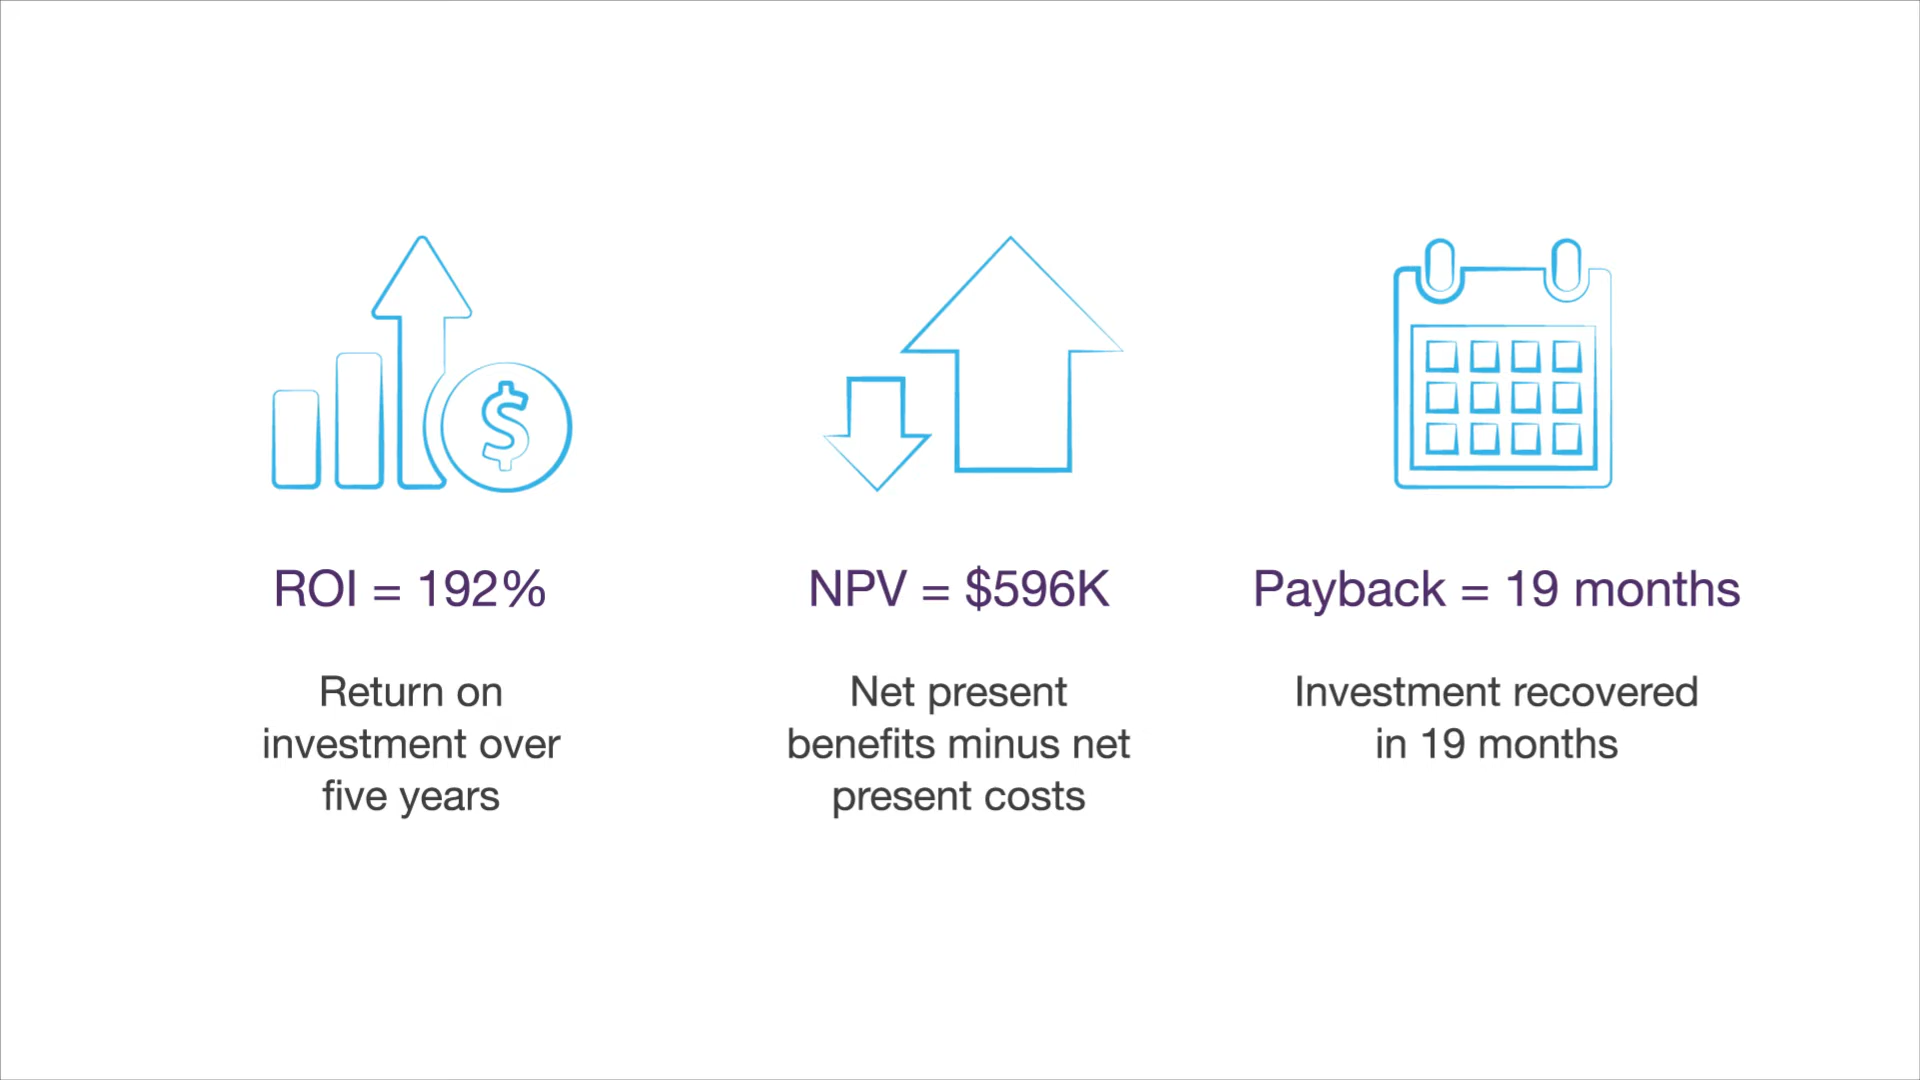 $
ROI = 192%
Return on
investment over
five years
NPV = $596K
Net present
benefits minus net
present costs
Payback = 19 months
Investment recovered
in 19 months